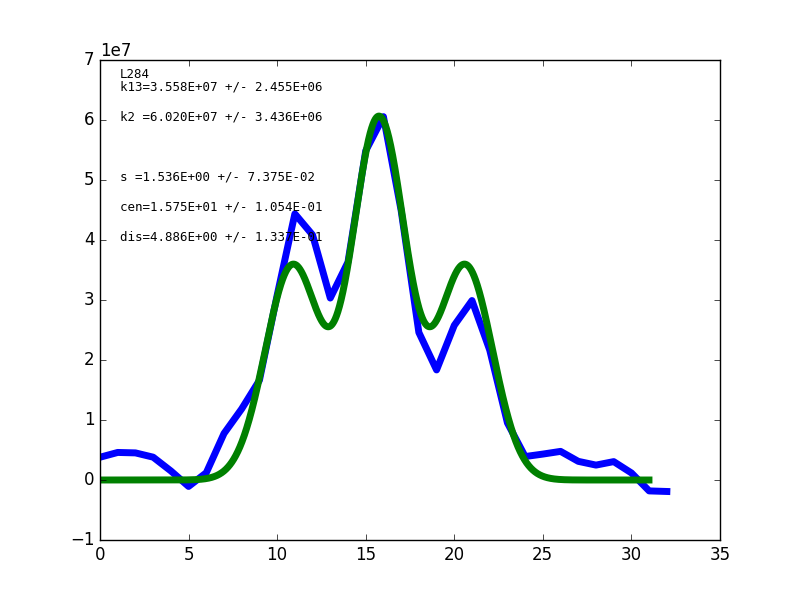 1e7
L284
k13=3.558E+07 +/- 2.455E+06
k2 =6.020E+07 +/- 3.436E+06
s =1.536E+00 +/- 7.375E-02
cen=1.575E+01 +/- 1.054E-01
dis=4.886E+00 +/- 1.337E-01
7
6
5
4
3
2
1
0
−1
0 5 10 15 20 25 30 35